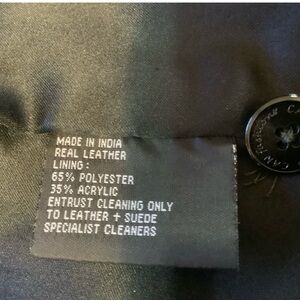 MADE IN INDIA
REAL LEATHER
LINING:
65% POLYESTER
35% ACRYLIC
ENTRUST CLEANING ONLY
TO LEATHER + SUEDE
SPECIALIST CLEANERS